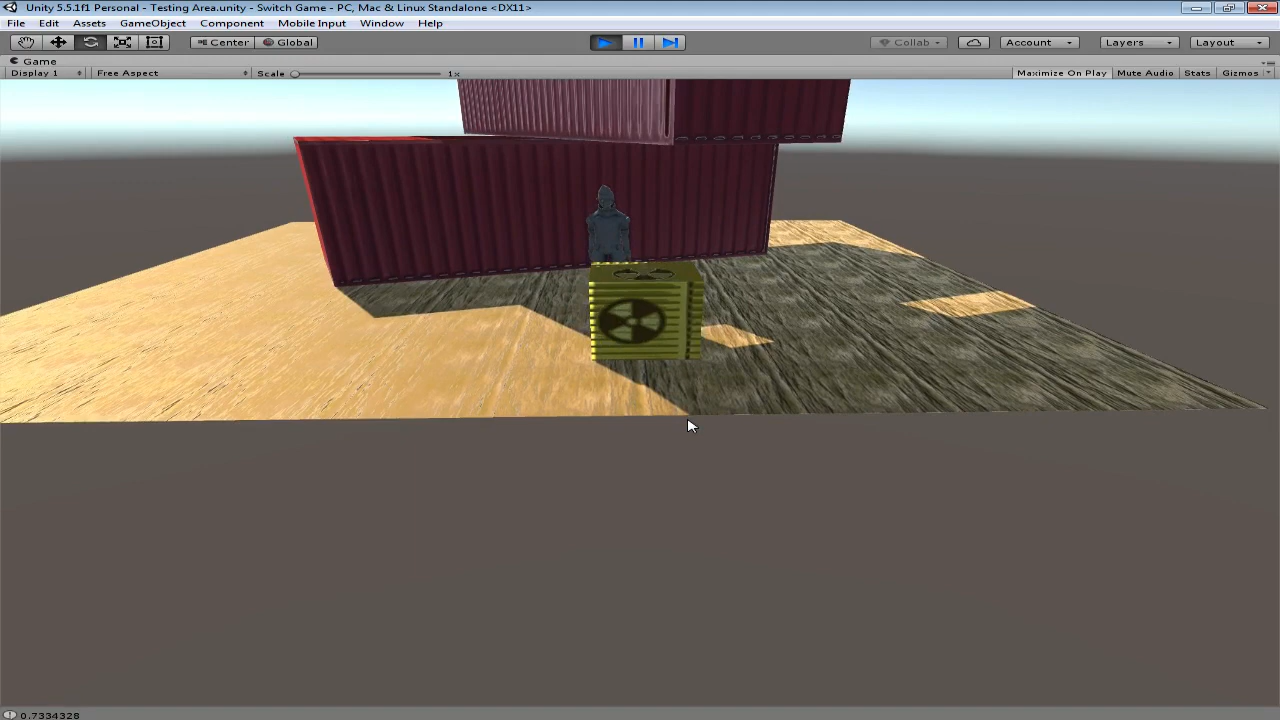 Unity 5.5.1f1 Personal - Testing Area.unity - Switch Game - PC, Mac & Linux Standalone <DX11>
File Edit Assets GameObject Component Mobile Input Window Help
Center Global Collab Account Layers Layout
Game
Display 1 Free Aspect Scale 1x Maximize On Play Mute Audio Stats Gizmos
0.7334328